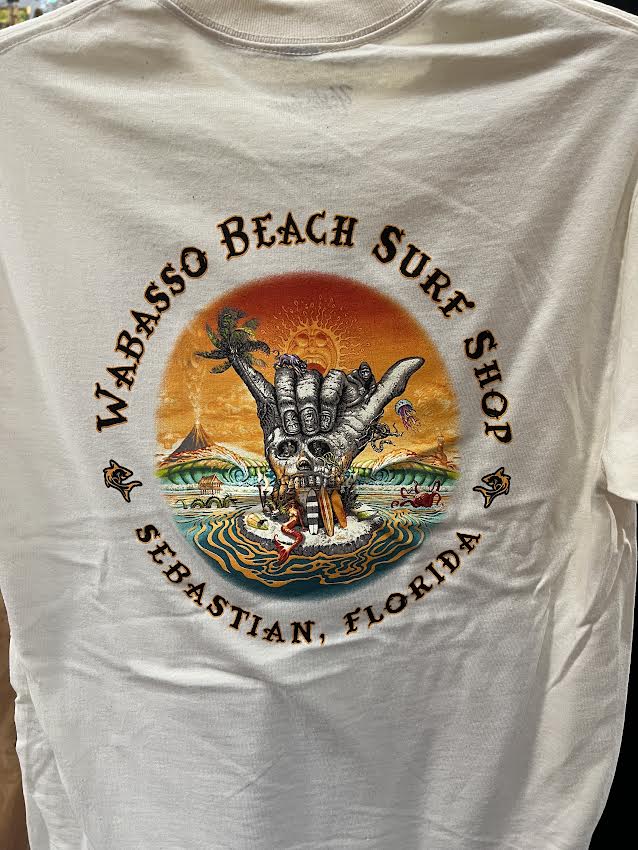 WABASSO BEACH SURF SHOP
SEBASTIAN, FLORIDA